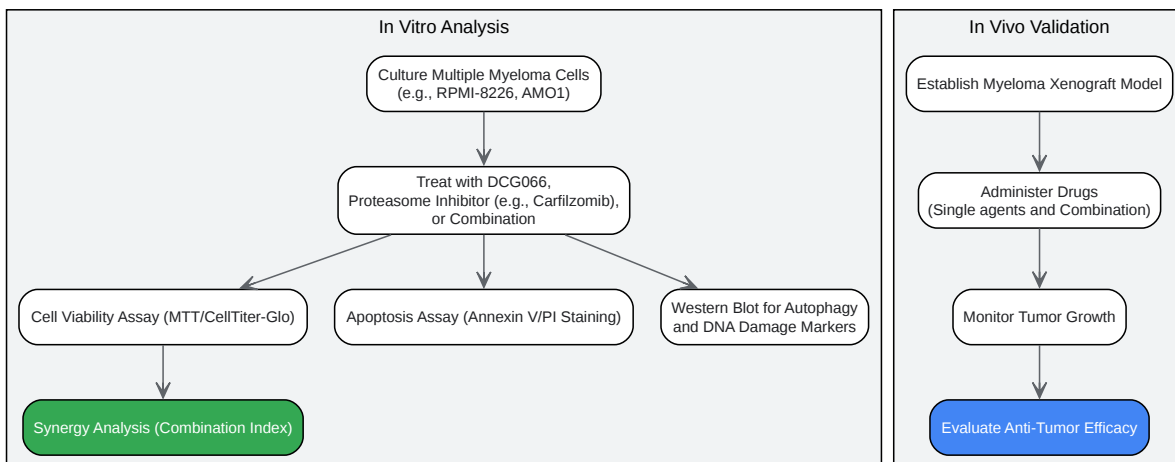 In Vitro Analysis
Culture Multiple Myeloma Cells
(e.g., RPMI-8226, AMO1)
Treat with DCG066,
Proteasome Inhibitor (e.g., Carfilzomib),
or Combination
Cell Viability Assay (MTT/CellTiter-Glo)
Apoptosis Assay (Annexin V/PI Staining)
Western Blot for Autophagy
and DNA Damage Markers
Synergy Analysis (Combination Index)
In Vivo Validation
Establish Myeloma Xenograft Model
Administer Drugs
(Single agents and Combination)
Monitor Tumor Growth
Evaluate Anti-Tumor Efficacy